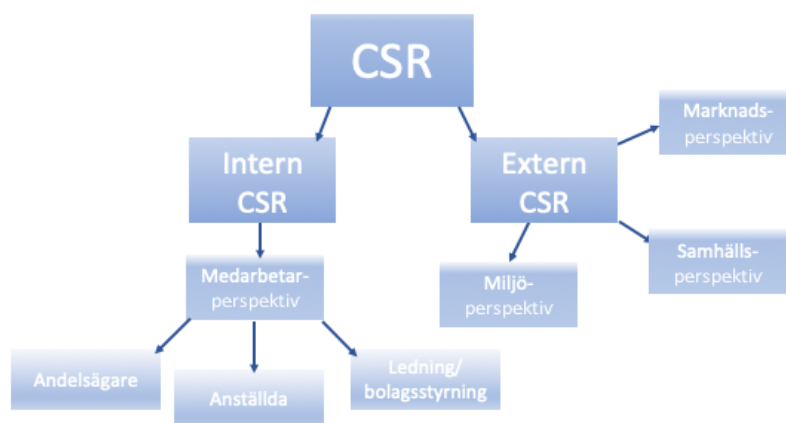 CSR
Intern
CSR
Extern
CSR
Marknads-
perspektiv
Samhälls-
perspektiv
Miljö-
perspektiv
Medarbetar-
perspektiv
Andelsägare
Anställda
Ledning/
bolagsstyrning